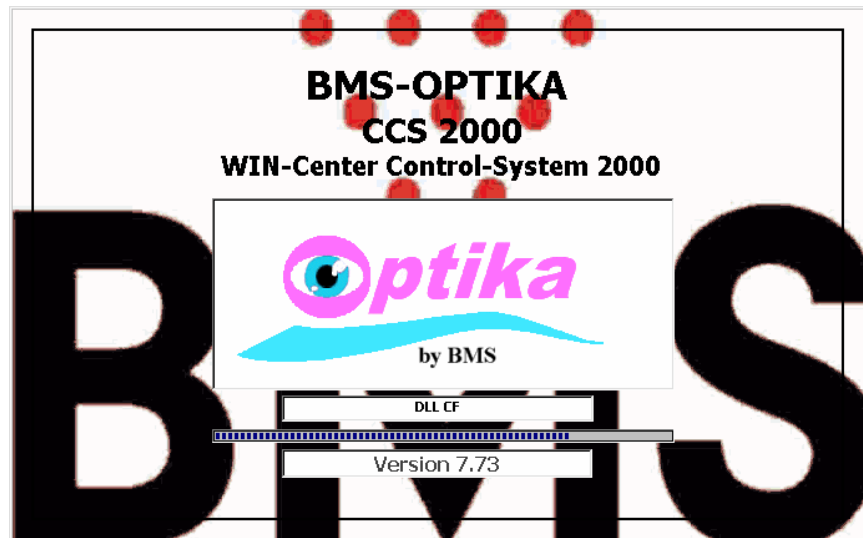 BMS-OPTIKA
CCS 2000
WIN-Center Control-System 2000
Optika
by BMS
DLL CF
Version 7.73
BMS